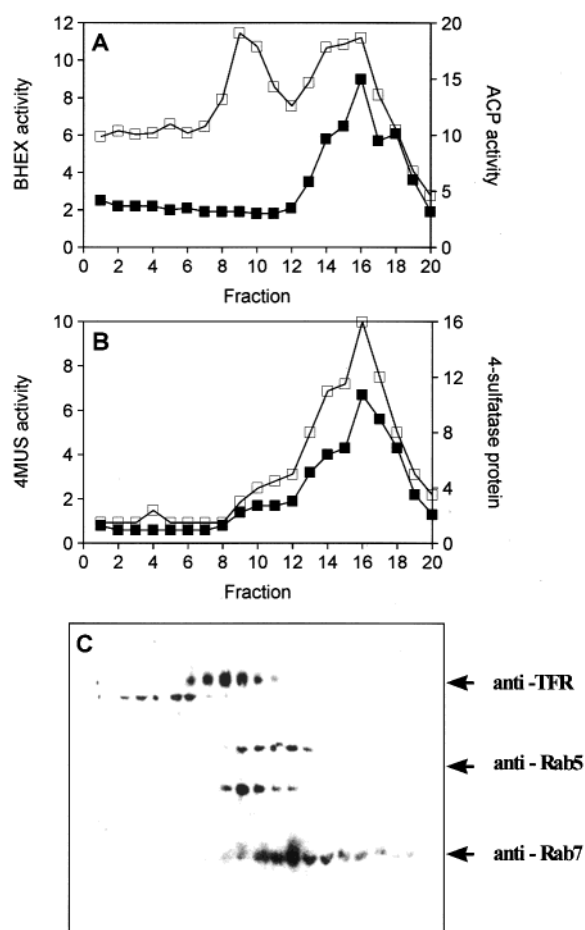 A
BHEX activity
12
10
8
6
4
2
0
20
15
10
5
0
ACP activity
0 2 4 6 8 10 12 14 16 18 20
Fraction
B
4MUS activity
10
8
6
4
2
0
16
12
8
4
0
4-sulfatase protein
0 2 4 6 8 10 12 14 16 18 20
Fraction
C
anti -TFR
anti - Rab5
anti - Rab7